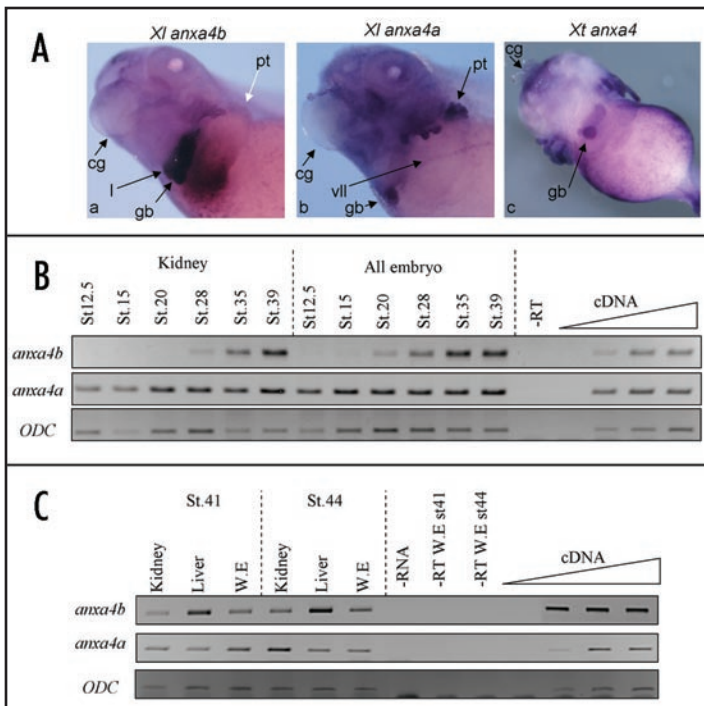 A
Xl anxa4b
Xl anxa4a
Xt anxa4
pt
cg
l
gb
a
pt
cg
vll
gb
b
cg
gb
c
B
Kidney
All embryo
St12.5
St.15
St.20
St.28
St.35
St.39
St12.5
St.15
St.20
St.28
St.35
St.39
-RT
cDNA
anxa4b
anxa4a
ODC
C
St.41
St.44
Kidney
Liver
W.E
Kidney
Liver
W.E
-RNA
-RT W.E st41
-RT W.E st44
cDNA
anxa4b
anxa4a
ODC